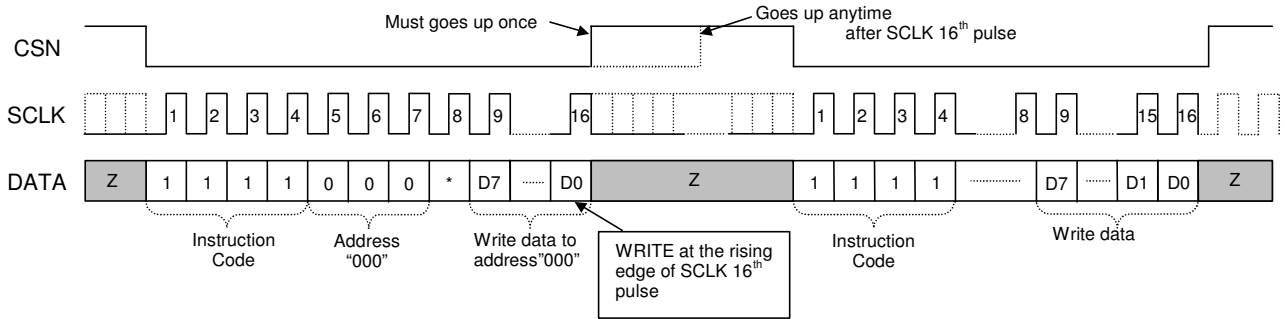 Must goes up once
Goes up anytime
after SCLK 16th pulse
CSN
SCLK 1 2 3 4 5 6 7 8 9 16 1 2 3 4 8 9 15 16
DATA Z 1 1 1 1 0 0 0 * D7 ...... D0 Z 1 1 1 1 ............ D7 ...... D1 D0 Z
Instruction
Code
Address
“000”
Write data to
address”000”
WRITE at the rising
edge of SCLK 16th
pulse
Instruction
Code
Write data